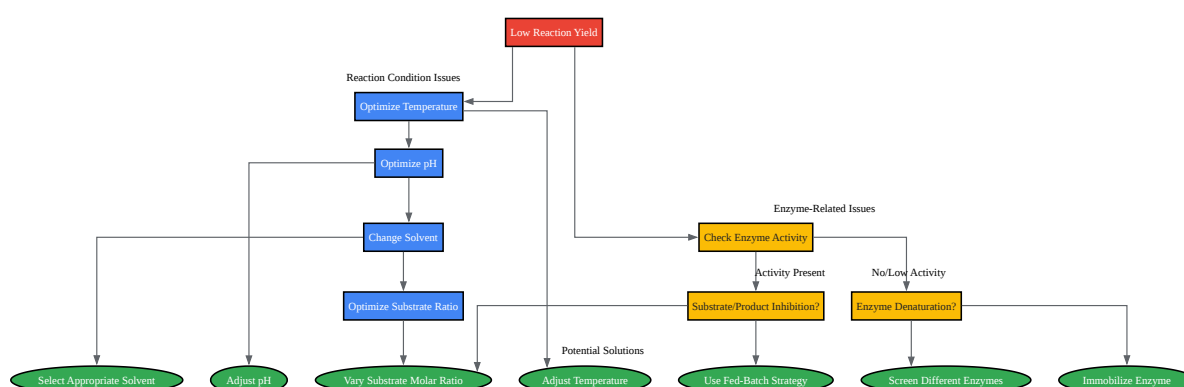 Low Reaction Yield
Reaction Condition Issues
Optimize Temperature
Optimize pH
Enzyme-Related Issues
Change Solvent
Check Enzyme Activity
Activity Present
No/Low Activity
Optimize Substrate Ratio
Substrate/Product Inhibition?
Enzyme Denaturation?
Potential Solutions
Select Appropriate Solvent
Adjust pH
Vary Substrate Molar Ratio
Adjust Temperature
Use Fed-Batch Strategy
Screen Different Enzymes
Immobilize Enzyme